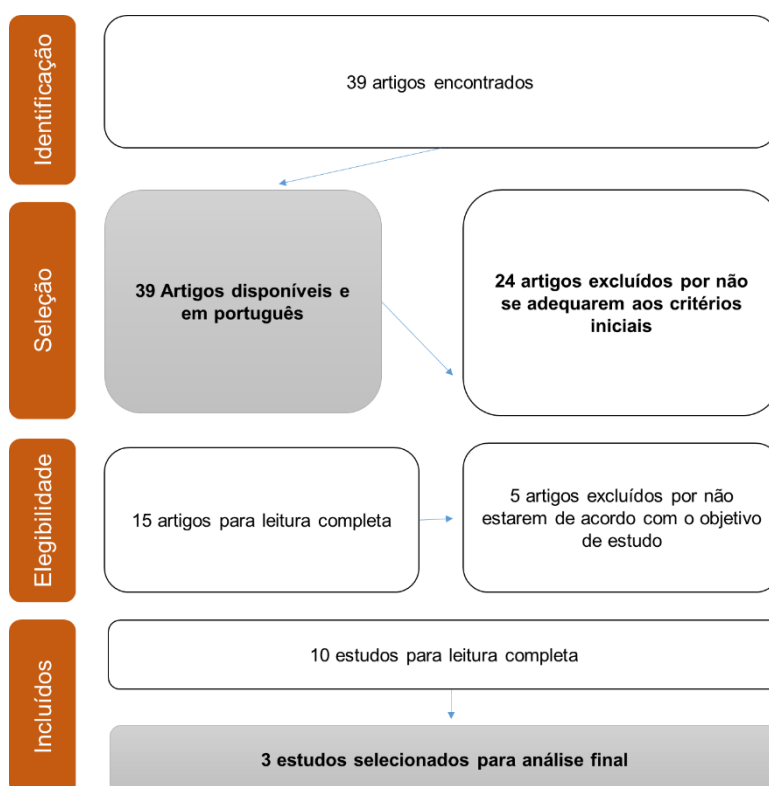 Identificação
39 artigos encontrados
Seleção
39 Artigos disponíveis e
em português
24 artigos excluídos por não
se adequarem aos critérios
iniciais
Elegibilidade
15 artigos para leitura completa
5 artigos excluídos por não
estarem de acordo com o objetivo
de estudo
Incluídos
10 estudos para leitura completa
3 estudos selecionados para análise final